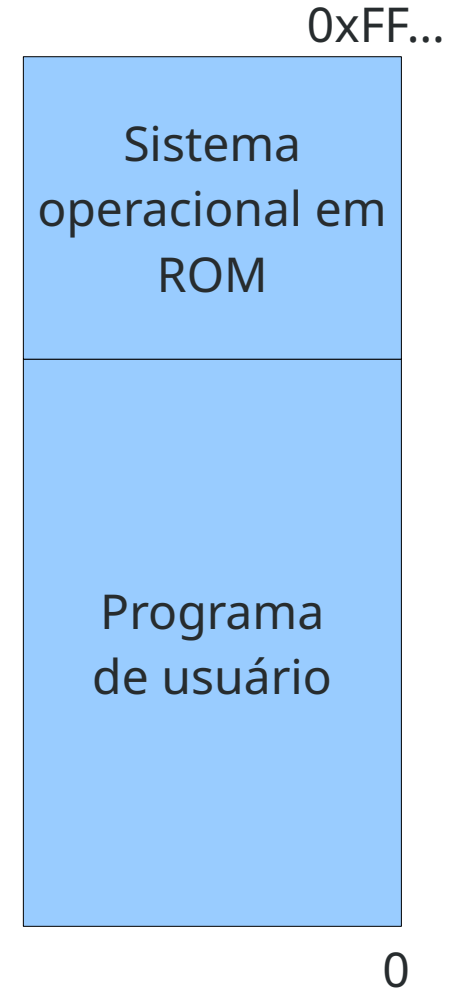 0xFF...
Sistema
operacional em
ROM
Programa
de usuário
0